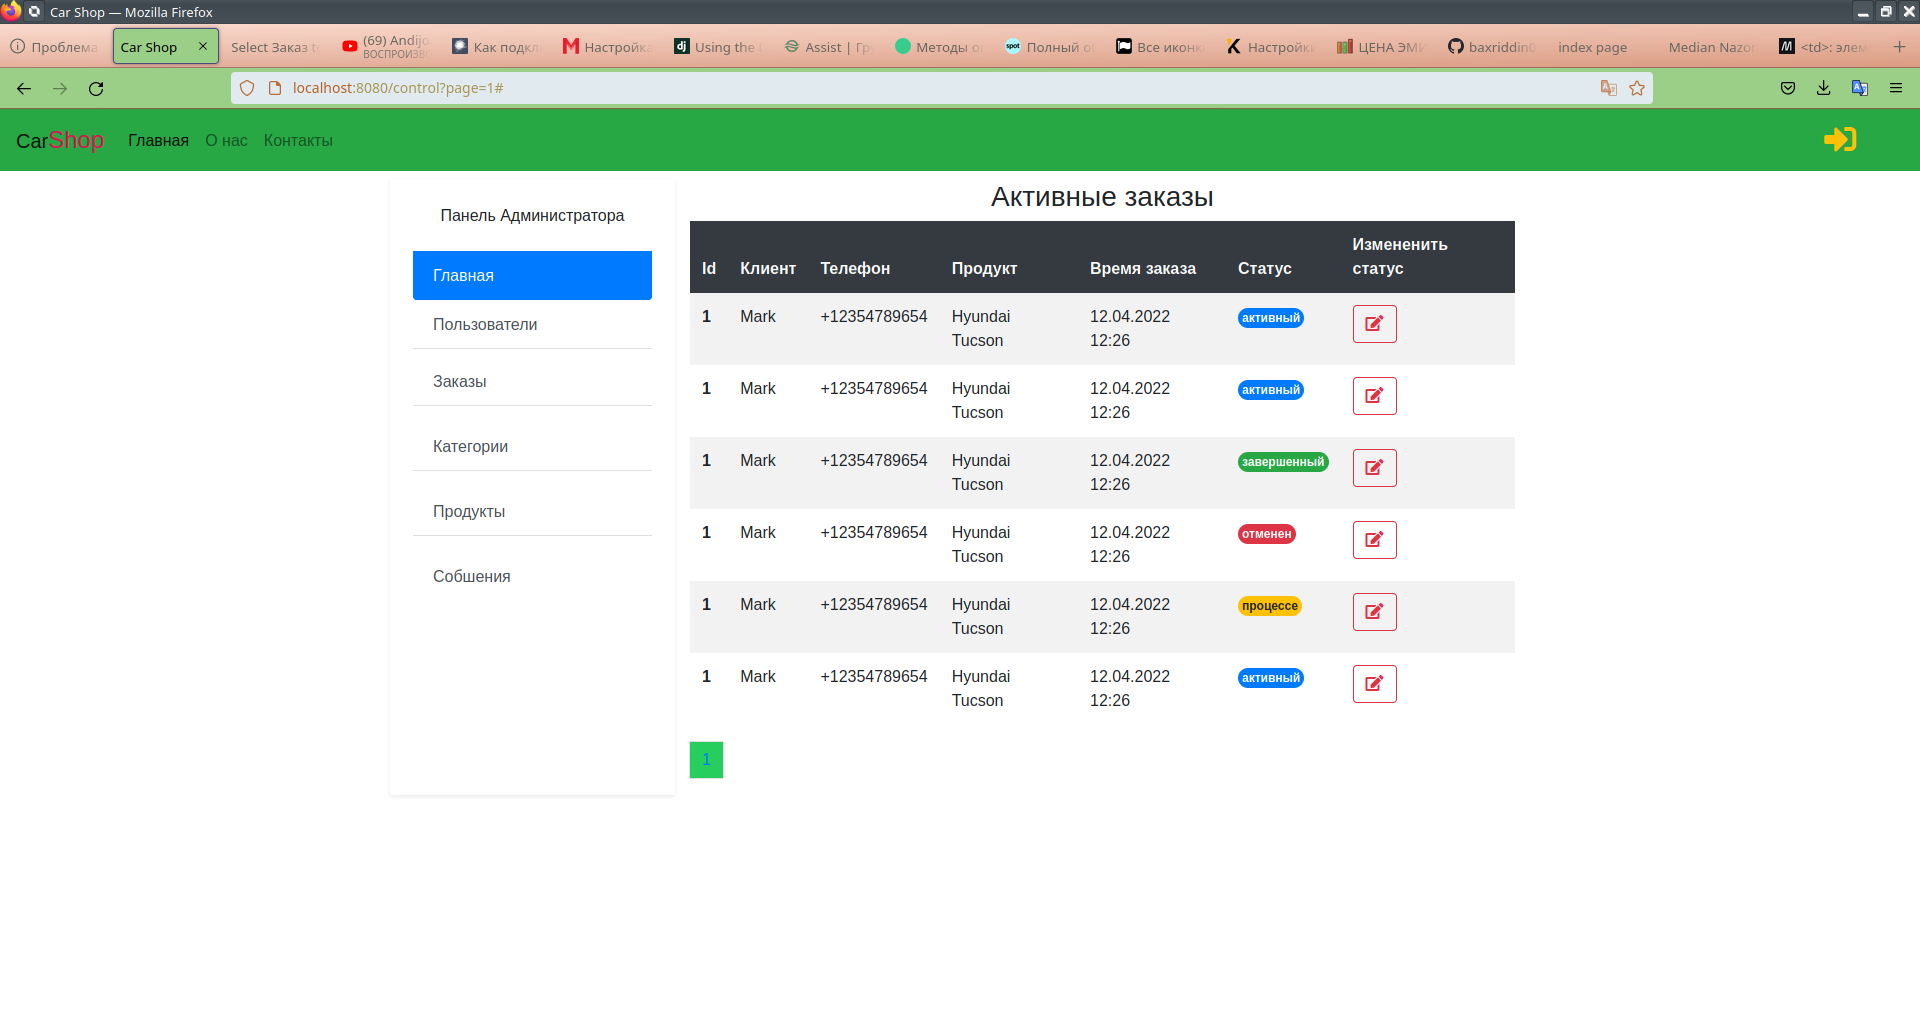 Car Shop — Mozilla Firefox
Проблема
Car Shop
Select Заказ to
(69) Andijo
ВОСПРОИЗВО
Как подкл
Настройка
Using the
Assist | Гр
Методы о
Полный о
Все иконк
Настройки
ЦЕНА ЭМИ
baxriddin0
index page
Median Nazor
<td>: элем
localhost:8080/control?page=1#
CarShop Главная О нас Контакты
Панель Администратора
Главная
Пользователи
Заказы
Категории
Продукты
Собшения
Активные заказы
Id Клиент Телефон Продукт Время заказа Статус Измененить статус
1 Mark +12354789654 Hyundai Tucson 12.04.2022 12:26 активный
1 Mark +12354789654 Hyundai Tucson 12.04.2022 12:26 активный
1 Mark +12354789654 Hyundai Tucson 12.04.2022 12:26 завершенный
1 Mark +12354789654 Hyundai Tucson 12.04.2022 12:26 отменен
1 Mark +12354789654 Hyundai Tucson 12.04.2022 12:26 процессе
1 Mark +12354789654 Hyundai Tucson 12.04.2022 12:26 активный
1